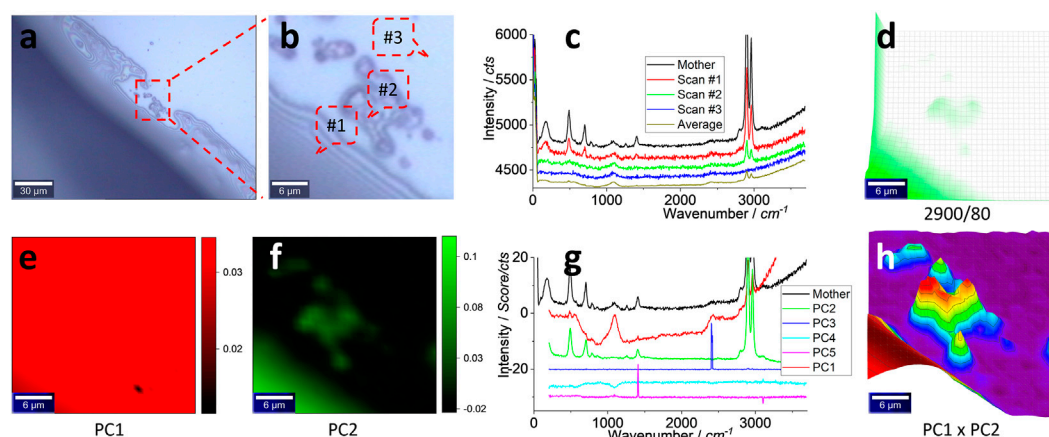 a
30 µm
b
#3
#2
#1
6 µm
c
Intensity / cts
6000
5500
5000
4500
Mother
Scan #1
Scan #2
Scan #3
Average
0
1000
2000
3000
Wavenumber / cm⁻¹
d
6 µm
2900/80
e
6 µm
0.03
0.02
PC1
f
6 µm
0.1
0.08
0.03
-0.02
PC2
g
Intensity / Score/cts
20
0
-20
Mother
PC2
PC3
PC4
PC5
PC1
0
1000
2000
3000
Wavenumber / cm⁻¹
h
6 µm
PC1 x PC2